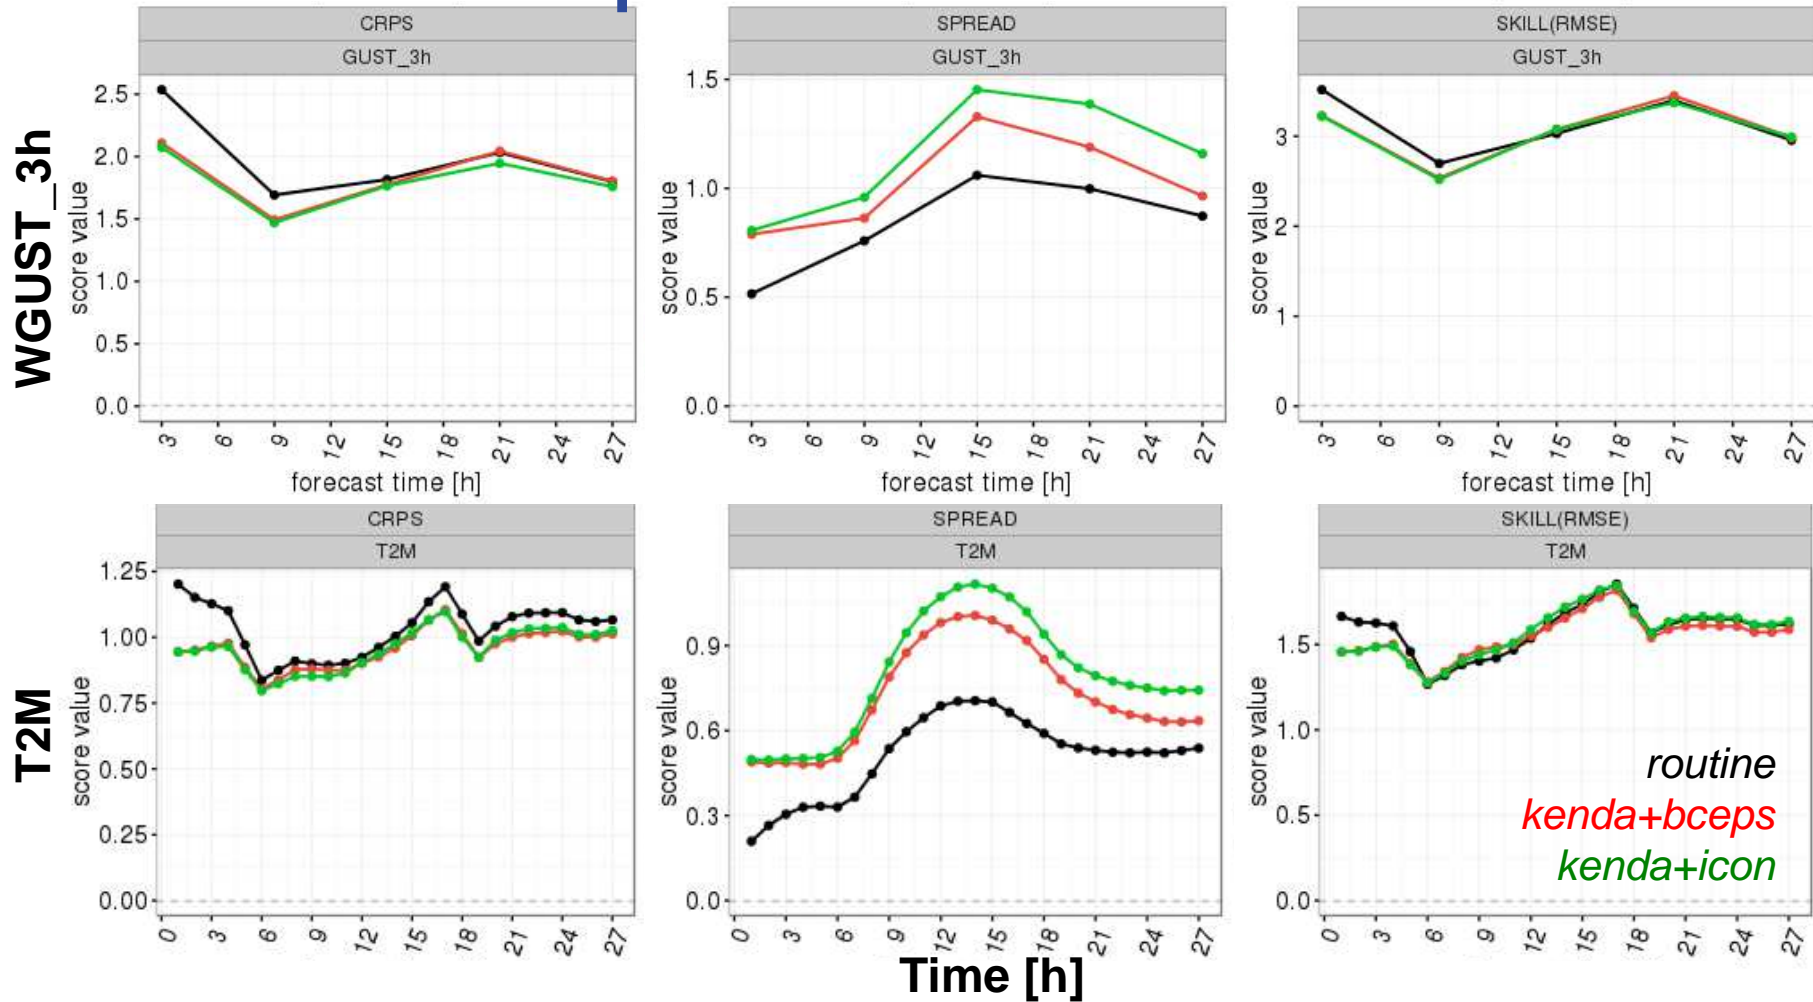 CRPS
GUST_3h
2.5
2.0
1.5
1.0
0.5
0.0
score value
3 6 9 12 15 18 21 24 27
forecast time [h]
SPREAD
GUST_3h
1.5
1.0
0.5
0.0
score value
3 6 9 12 15 18 21 24 27
forecast time [h]
SKILL(RMSE)
GUST_3h
3
2
1
0
score value
3 6 9 12 15 18 21 24 27
forecast time [h]
WGUST_3h
CRPS
T2M
1.25
1.00
0.75
0.50
0.25
0.00
score value
0 3 6 9 12 15 18 21 24 27
SPREAD
T2M
0.9
0.6
0.3
0.0
score value
0 3 6 9 12 15 18 21 24 27
SKILL(RMSE)
T2M
1.5
1.0
0.5
0.0
score value
0 3 6 9 12 15 18 21 24 27
routine
kenda+bceps
kenda+icon
T2M
Time [h]